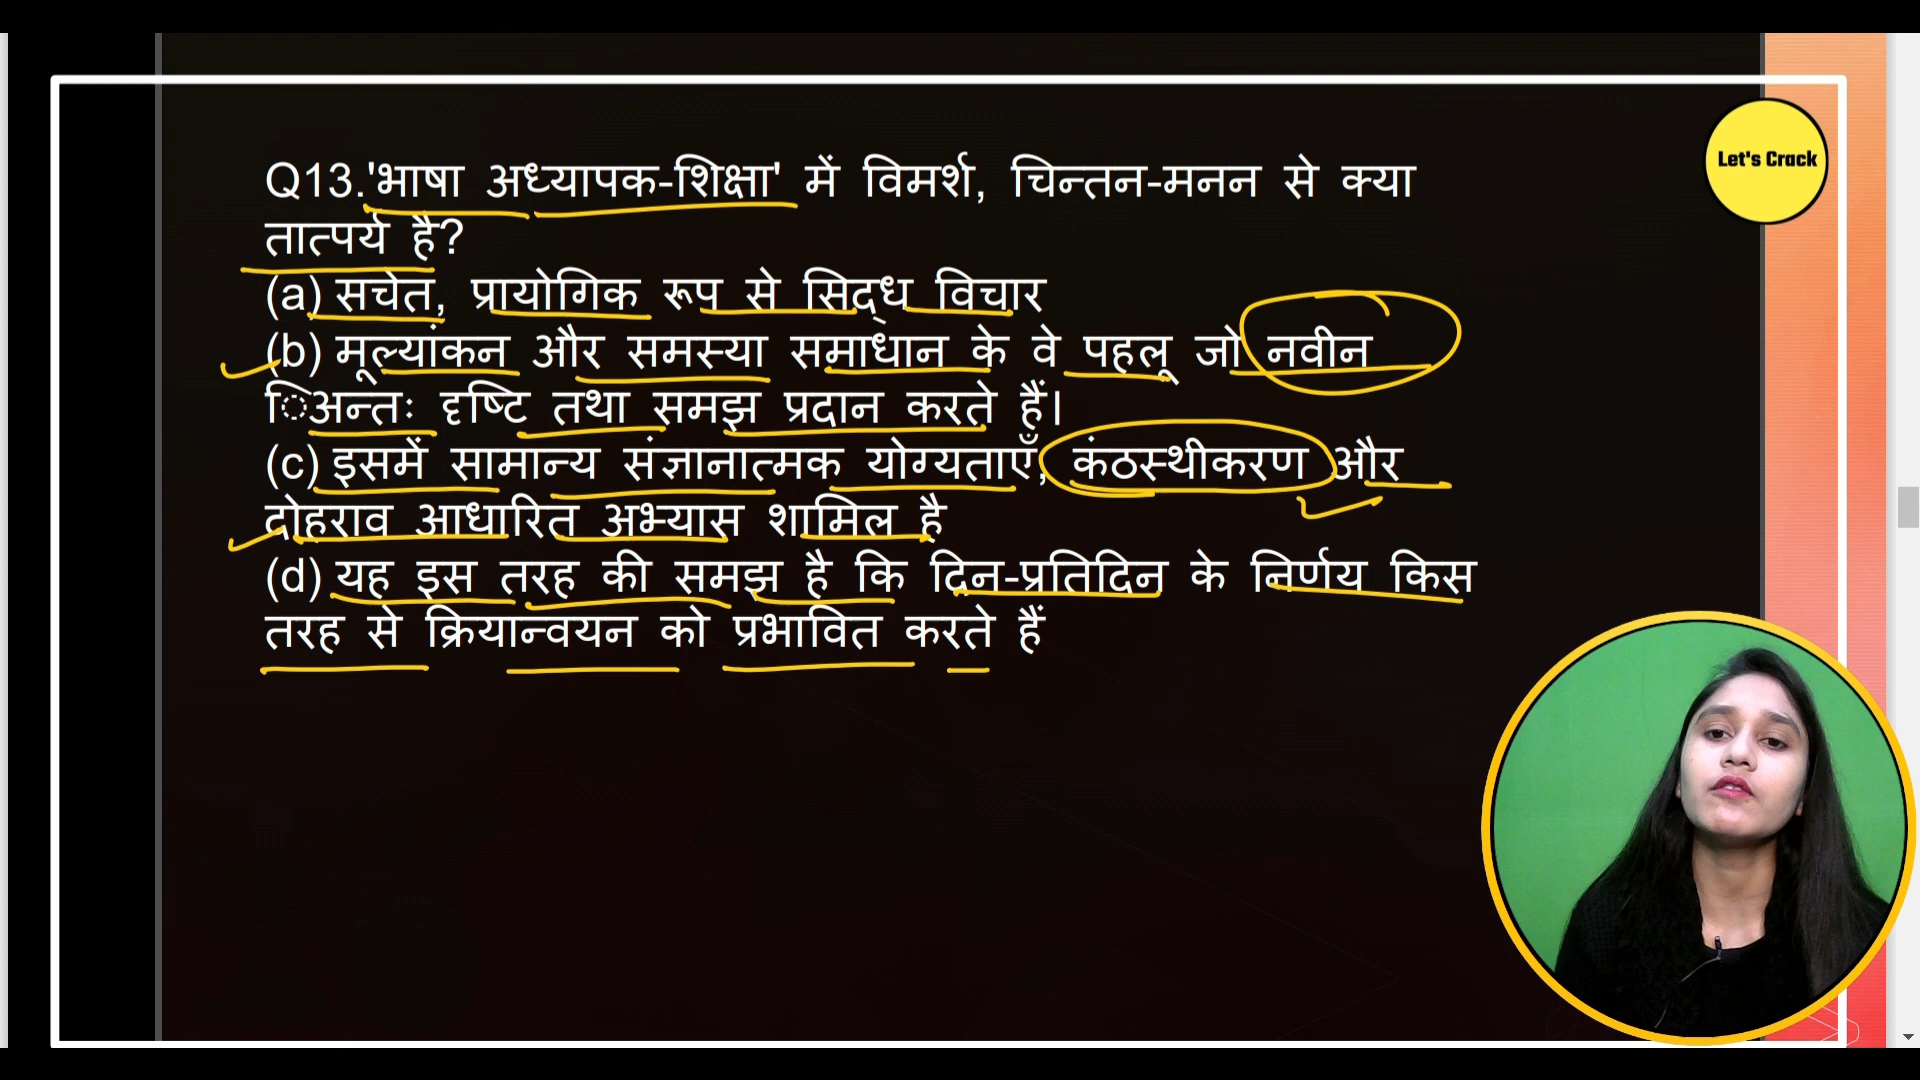 Q13.'भाषा अध्यापक-शिक्षा' में विमर्श, चिन्तन-मनन से क्या
तात्पर्य है?
(a) सचेत, प्रायोगिक रूप से सिद्ध विचार
(b) मूल्यांकन और समस्या समाधान के वे पहलू जो नवीन
िअन्तः दृष्टि तथा समझ प्रदान करते हैं।
(c) इसमें सामान्य संज्ञानात्मक योग्यताएँ, कंठस्थीकरण और
दोहराव आधारित अभ्यास शामिल है
(d) यह इस तरह की समझ है कि दिन-प्रतिदिन के निर्णय किस
तरह से क्रियान्वयन को प्रभावित करते हैं
Let's Crack